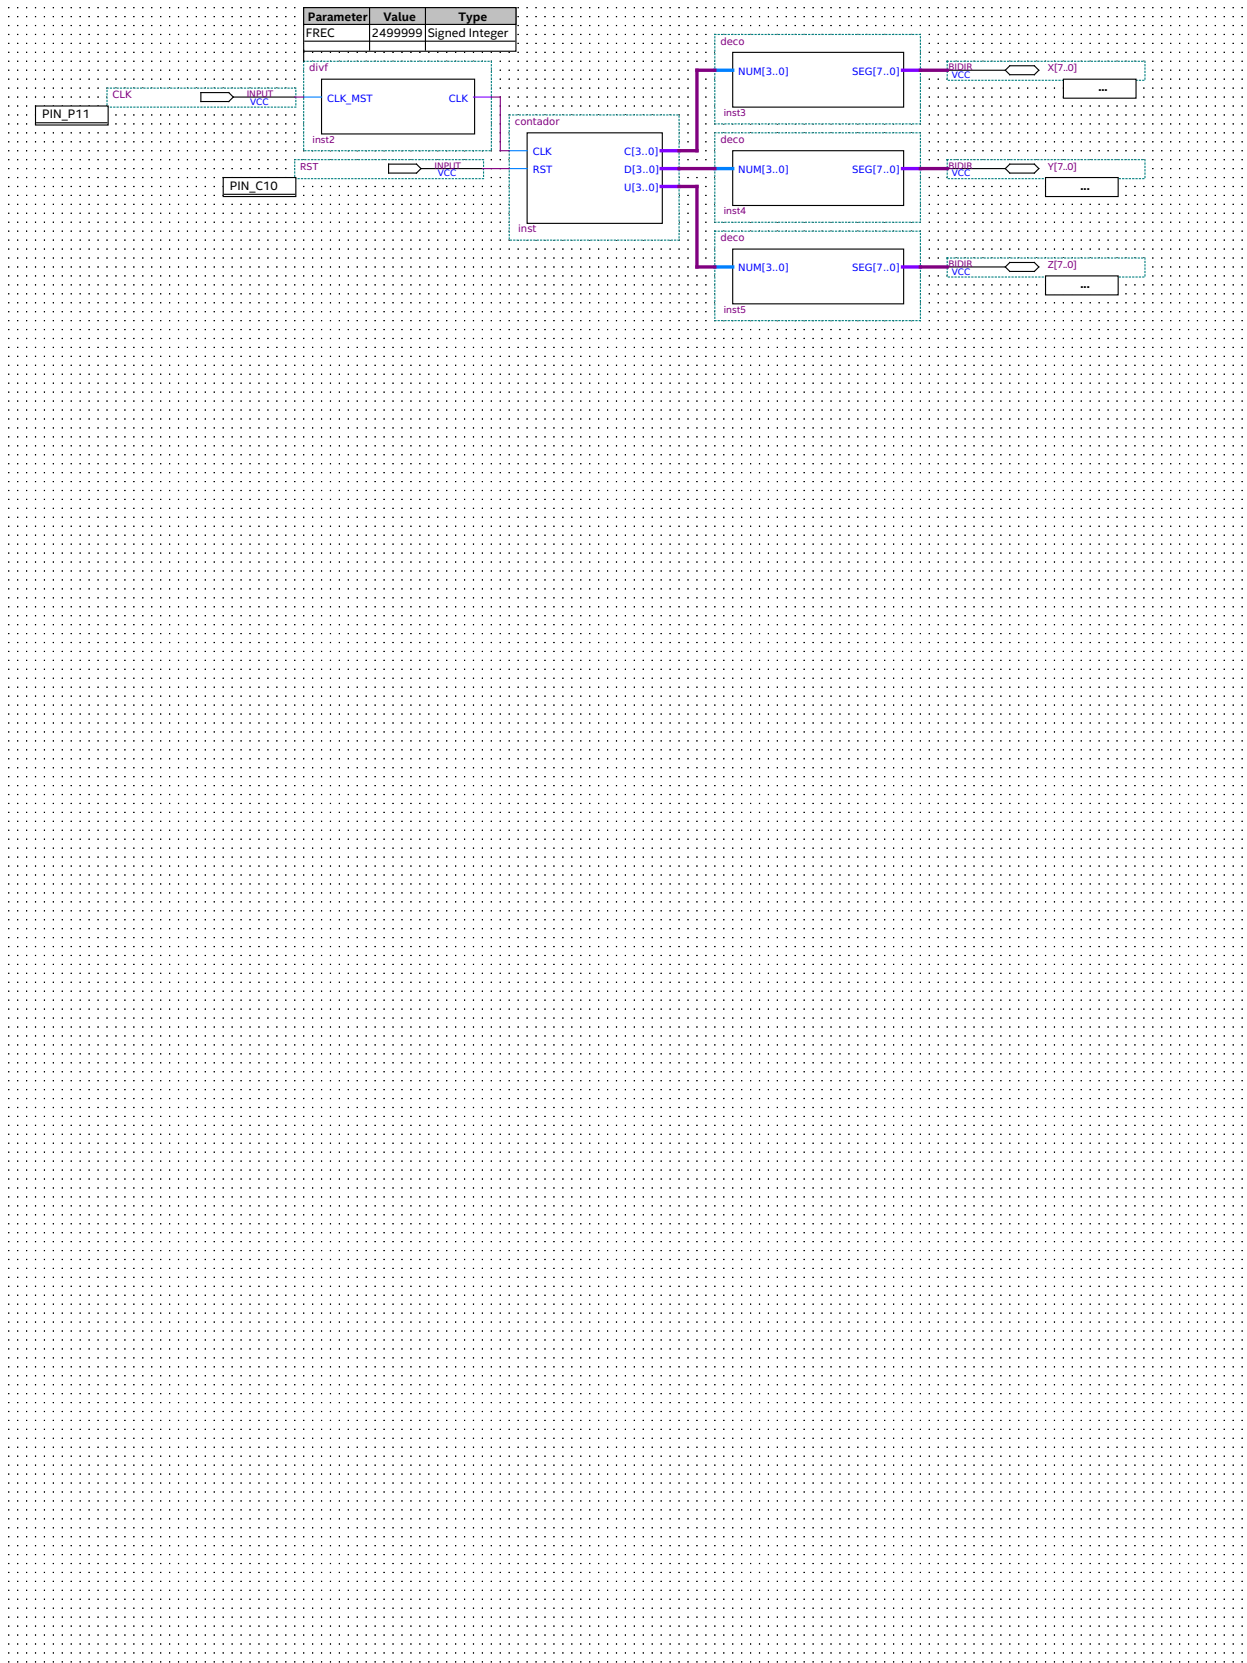 Parameter Value Type
FREC 2499999 Signed Integer
divf
CLK INPUT
VCC
CLK_MST CLK
PIN_P11
inst2
RST INPUT
VCC
PIN_C10
contador
CLK C[3..0]
RST D[3..0]
U[3..0]
inst
deco
NUM[3..0] SEG[7..0]
inst3
BIDIR X[7..0]
VCC
...
deco
NUM[3..0] SEG[7..0]
inst4
BIDIR Y[7..0]
VCC
...
deco
NUM[3..0] SEG[7..0]
inst5
BIDIR Z[7..0]
VCC
...